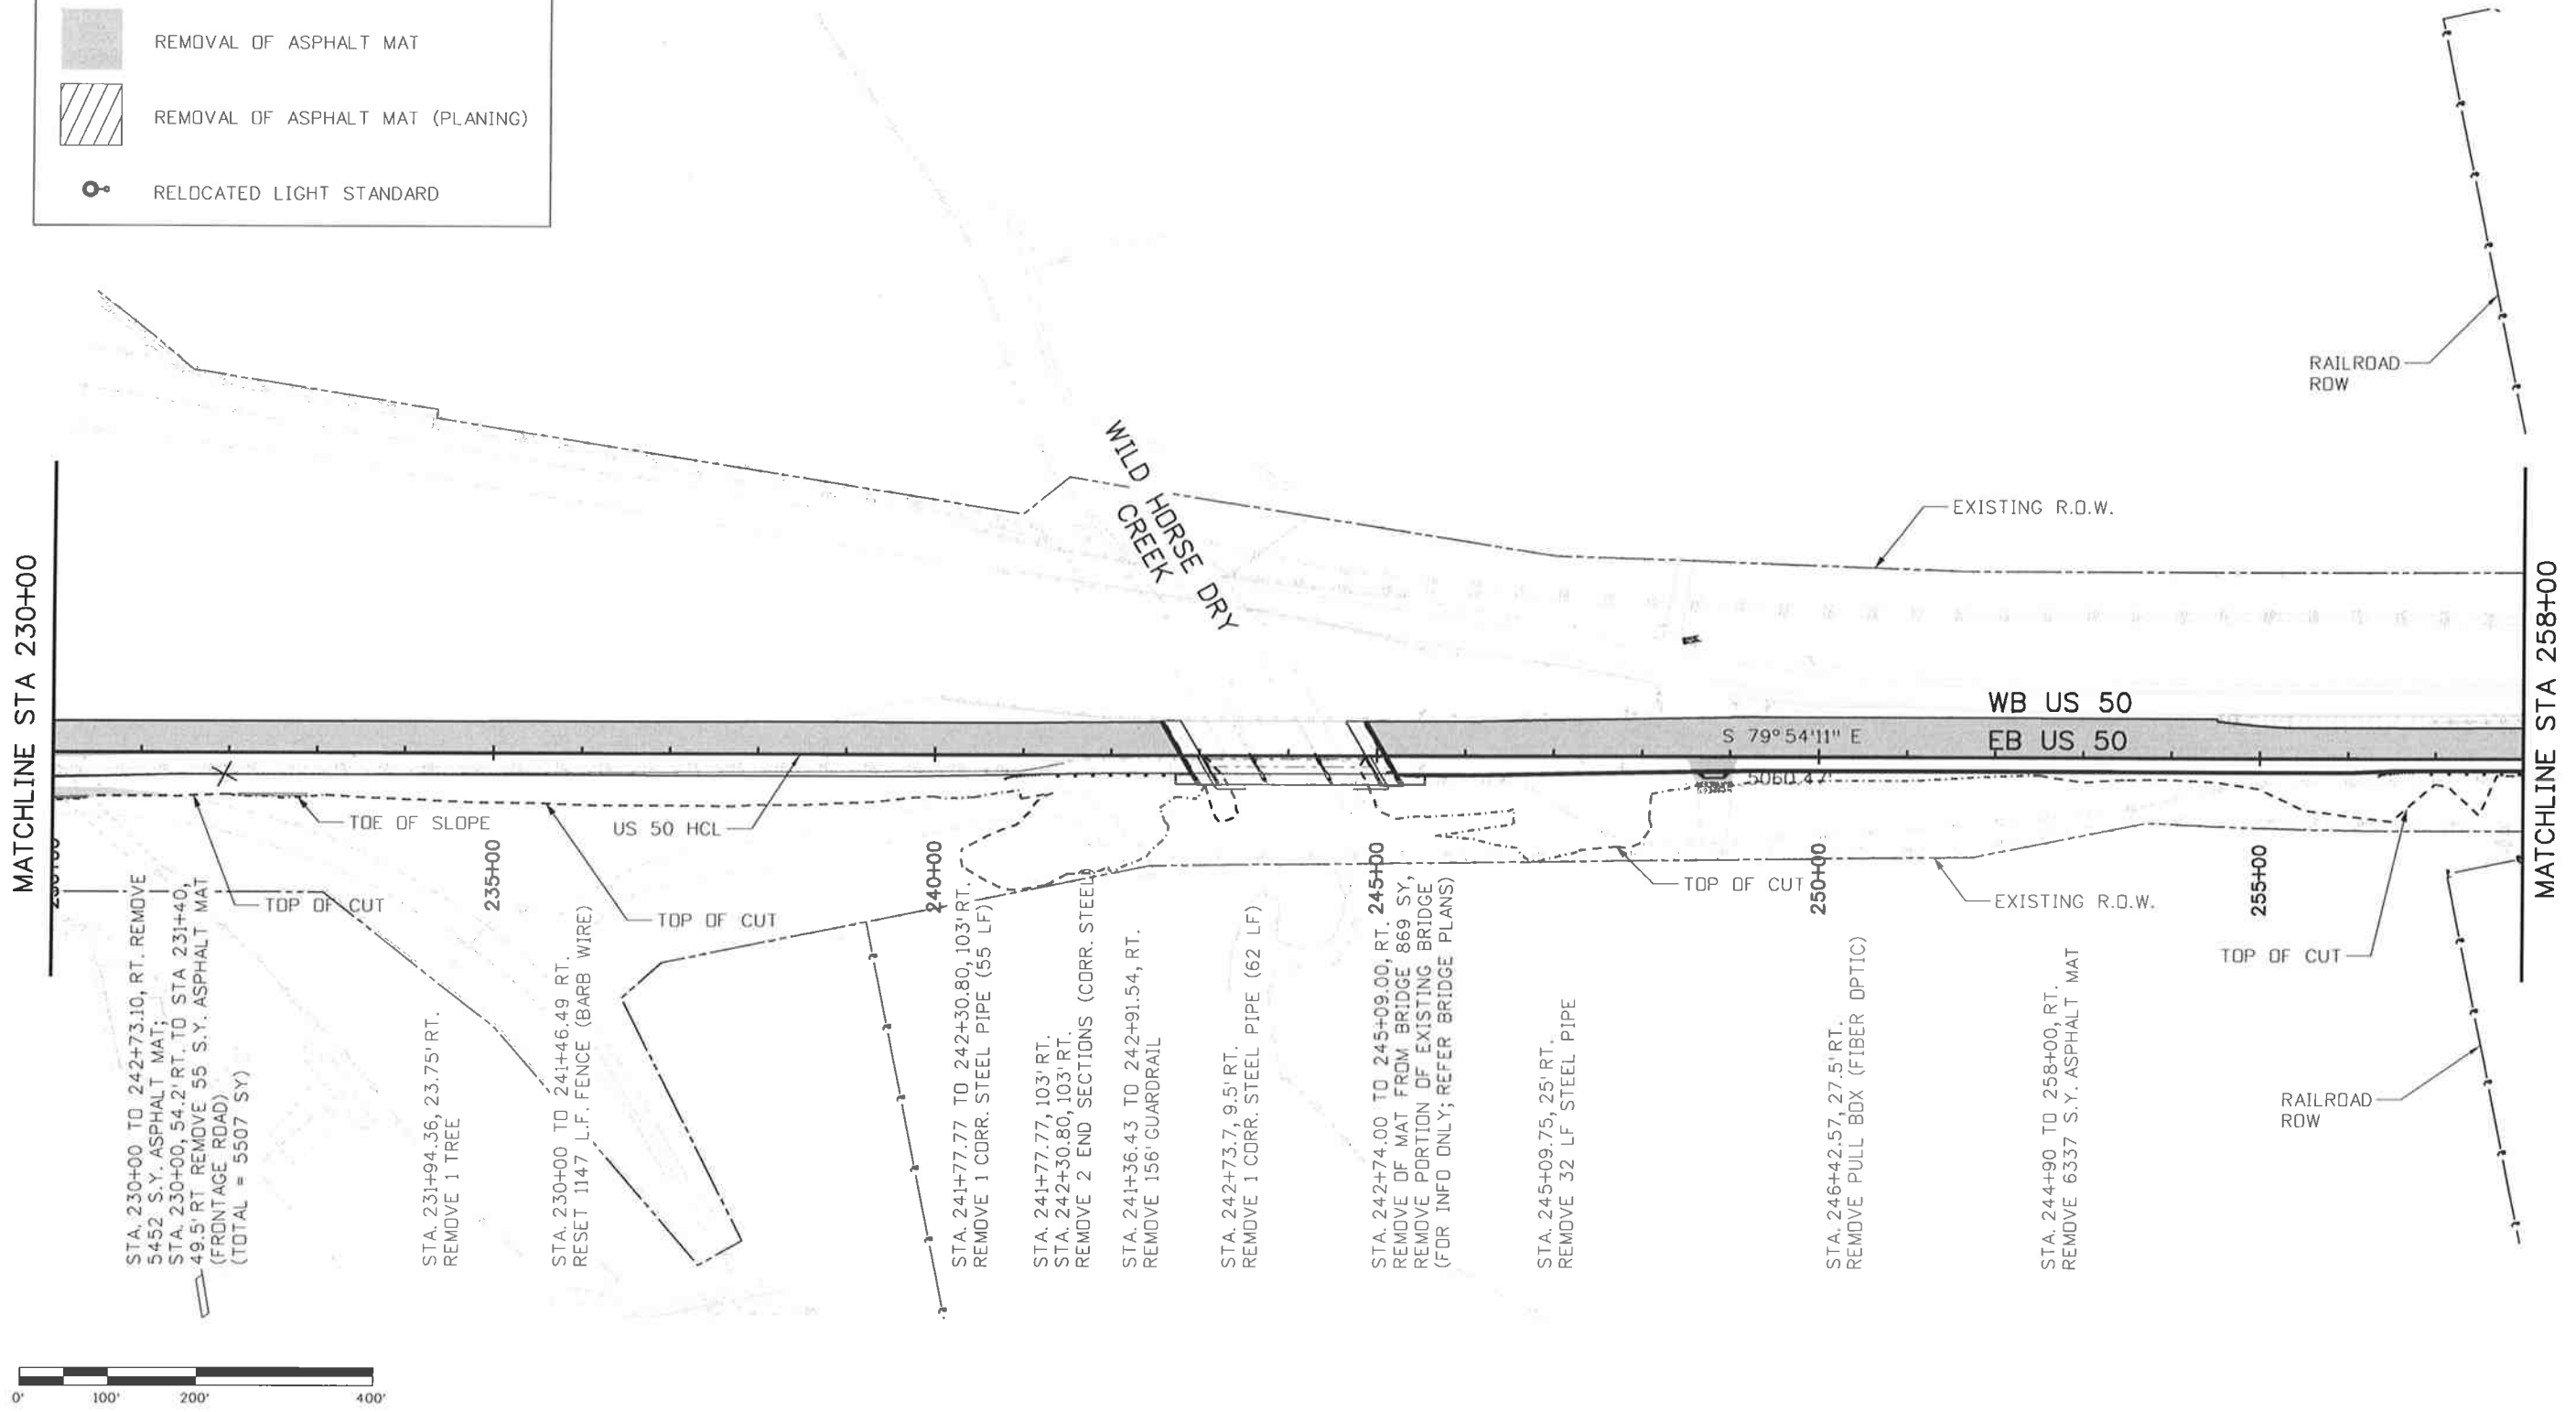 REMOVAL OF ASPHALT MAT
REMOVAL OF ASPHALT MAT (PLANING)
RELOCATED LIGHT STANDARD
RAILROAD
ROW
WILD HORSE DRY
CREEK
EXISTING R.O.W.
MATCHLINE STA 230+00
MATCHLINE STA 258+00
WB US 50
S 79°54'11" E
EB US 50
5060.47'
TOE OF SLOPE
US 50 HCL
235+00
240+00
245+00
250+00
255+00
TOP OF CUT
TOP OF CUT
TOP OF CUT
EXISTING R.O.W.
TOP OF CUT
STA. 230+00 TO 242+73.10, RT. REMOVE
5452 S.Y. ASPHALT MAT;
STA. 230+00, 54.2' RT. TO STA 231+40,
49.5' RT REMOVE 55 S.Y. ASPHALT MAT
(FRONTAGE ROAD)
(TOTAL = 5507 SY)
STA. 231+94.36, 23.75' RT.
REMOVE 1 TREE
STA. 230+00 TO 241+46.49 RT.
RESET 1147 L.F. FENCE (BARB WIRE)
STA. 241+77.77 TO 242+30.80, 103' RT.
REMOVE 1 CORR. STEEL PIPE (55 LF)
STA. 241+77.77, 103' RT.
STA. 242+30.80, 103' RT.
REMOVE 2 END SECTIONS (CORR. STEEL)
STA. 241+36.43 TO 242+91.54, RT.
REMOVE 156' GUARDRAIL
STA. 242+73.7, 9.5' RT.
REMOVE 1 CORR. STEEL PIPE (62 LF)
STA. 242+74.00 TO 245+09.00, RT.
REMOVE OF MAT FROM BRIDGE 869 SY,
REMOVE PORTION OF EXISTING BRIDGE
(FOR INFO ONLY; REFER BRIDGE PLANS)
STA. 245+09.75, 25' RT.
REMOVE 32 LF STEEL PIPE
STA. 246+42.57, 27.5' RT.
REMOVE PULL BOX (FIBER OPTIC)
STA. 244+90 TO 258+00, RT.
REMOVE 6337 S.Y. ASPHALT MAT
RAILROAD
ROW
0' 100' 200' 400'